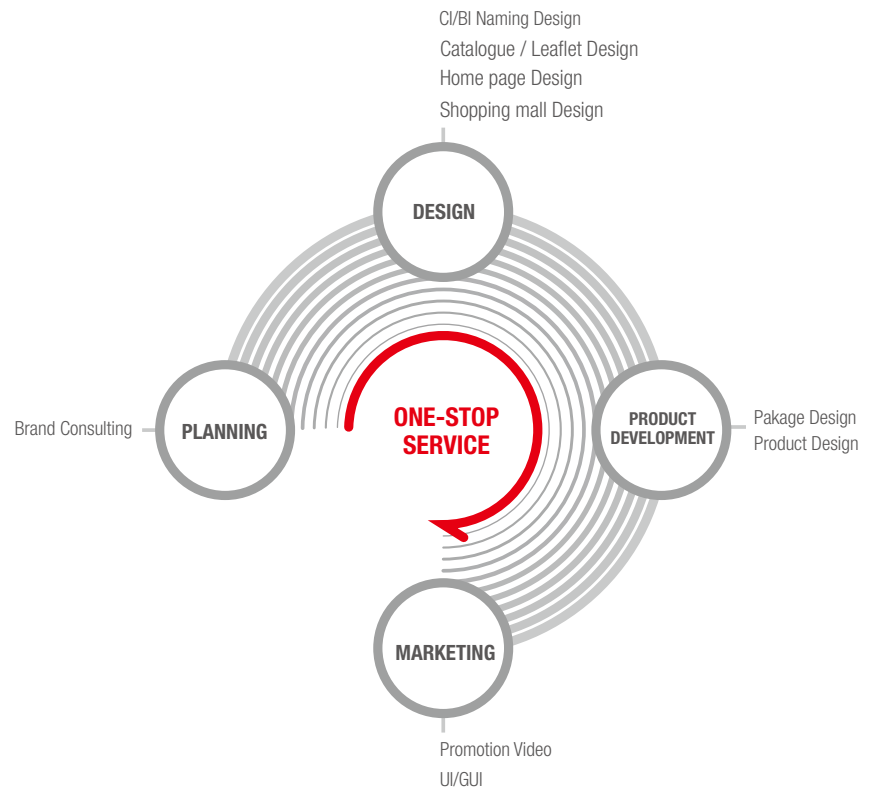 CI/BI Naming Design
Catalogue / Leaflet Design
Home page Design
Shopping mall Design
DESIGN
Brand Consulting
PLANNING
ONE-STOP
SERVICE
PRODUCT
DEVELOPMENT
Pakage Design
Product Design
MARKETING
Promotion Video
UI/GUI